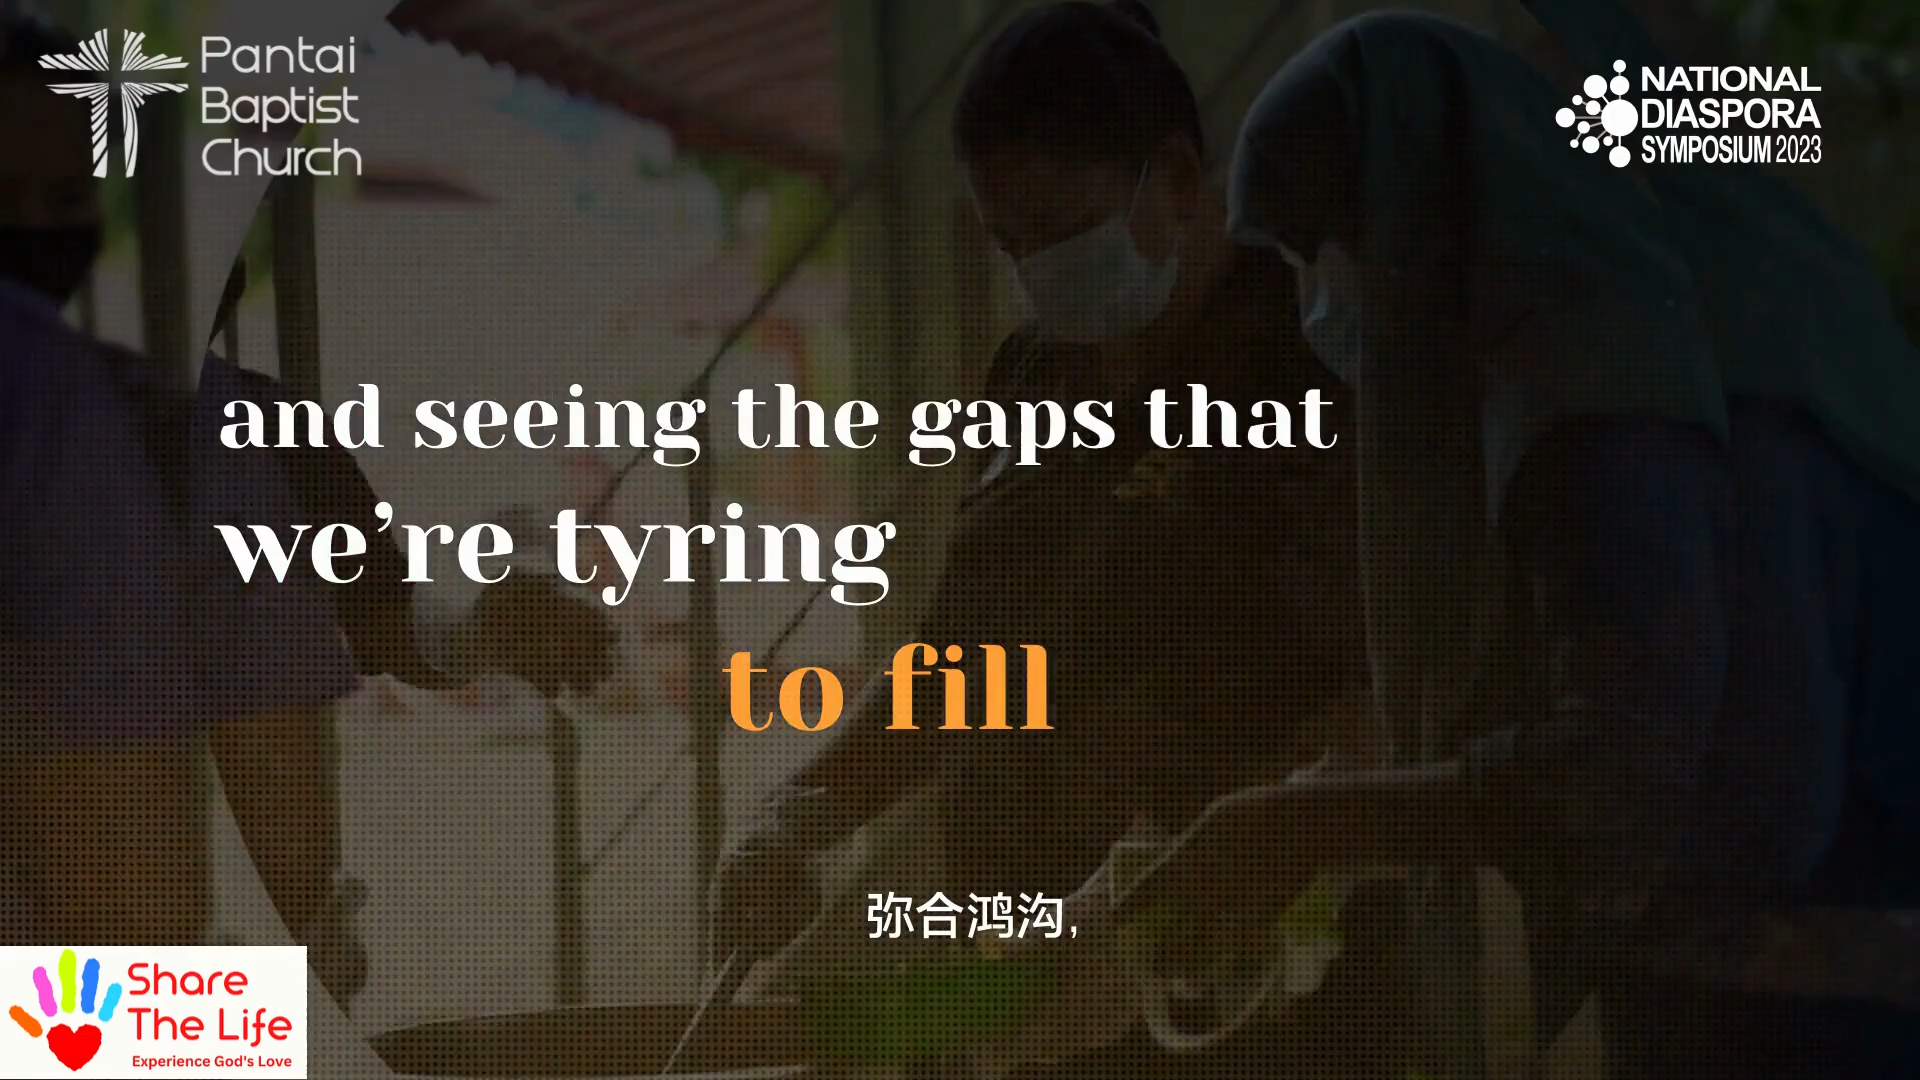 Pantai
Baptist
Church
NATIONAL
DIASPORA
SYMPOSIUM 2023
and seeing the gaps that
we’re tyring
to fill
弥合鸿沟,
Share
The Life
Experience God's Love